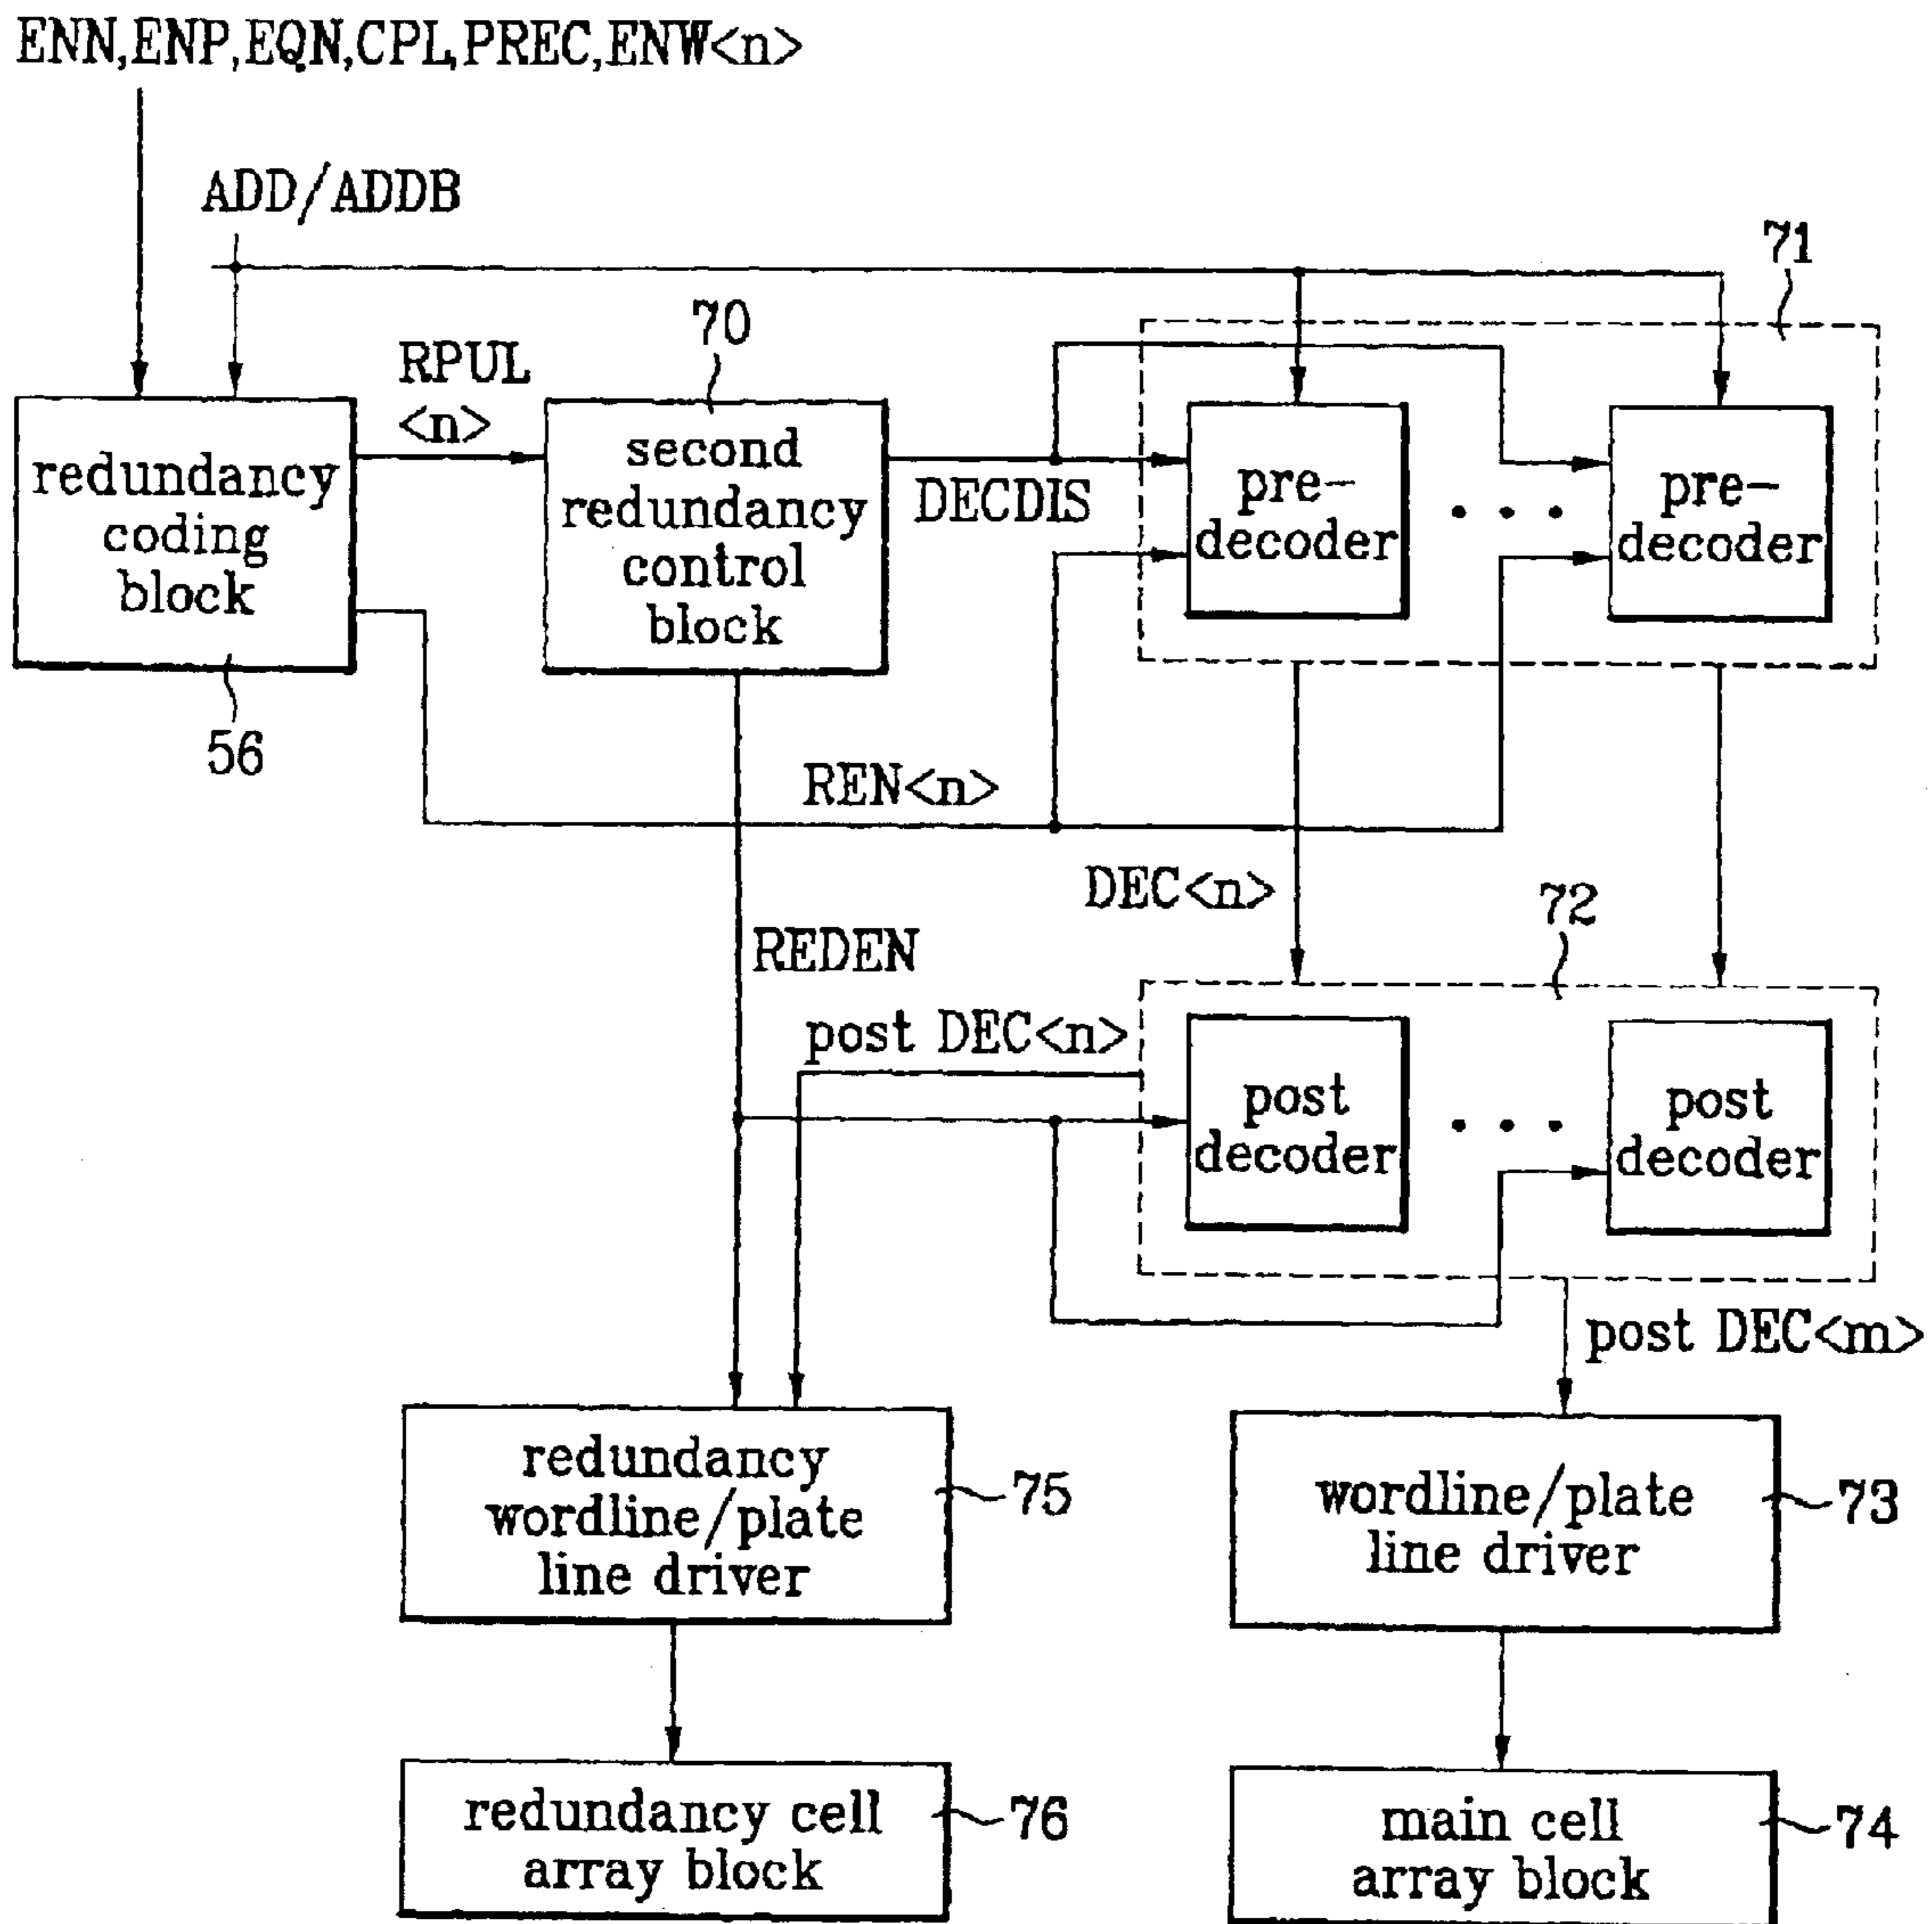 ENN,ENP,EQN,CPL,PREC,ENW<n>
ADD/ADDB
71
70
RPUL
<n>
redundancy
coding
block
second
redundancy
control
block
DECDIS
pre-
decoder
• • •
pre-
decoder
56
REN<n>
DEC<n>
72
REDEN
post DEC<n>
post
decoder
• • •
post
decoder
post DEC<m>
redundancy
wordline/plate
line driver
75
wordline/plate
line driver
73
redundancy cell
array block
76
main cell
array block
74